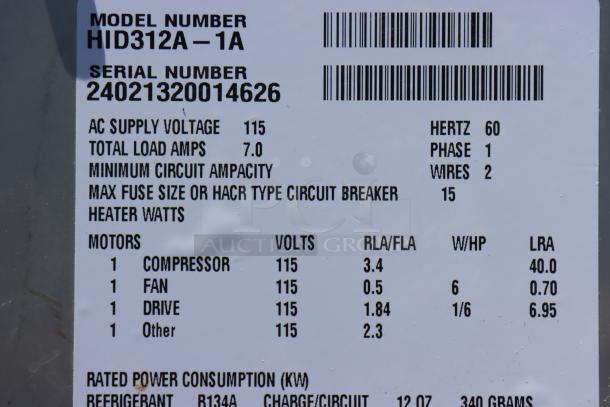 MODEL NUMBER
HID312A-1A
SERIAL NUMBER
24021320014626
AC SUPPLY VOLTAGE 115 HERTZ 60
TOTAL LOAD AMPS 7.0 PHASE 1
MINIMUM CIRCUIT AMPACITY WIRES 2
MAX FUSE SIZE OR HACR TYPE CIRCUIT BREAKER 15
HEATER WATTS
pci
AUCTION GROUP
MOTORS VOLTS RLA/FLA W/HP LRA
1 COMPRESSOR 115 3.4 40.0
1 FAN 115 0.5 6 0.70
1 DRIVE 115 1.84 1/6 6.95
1 Other 115 2.3
RATED POWER CONSUMPTION (KW)
REFRIGERANT R134A CHARGE/CIRCUIT 12 OZ 340 GRAMS